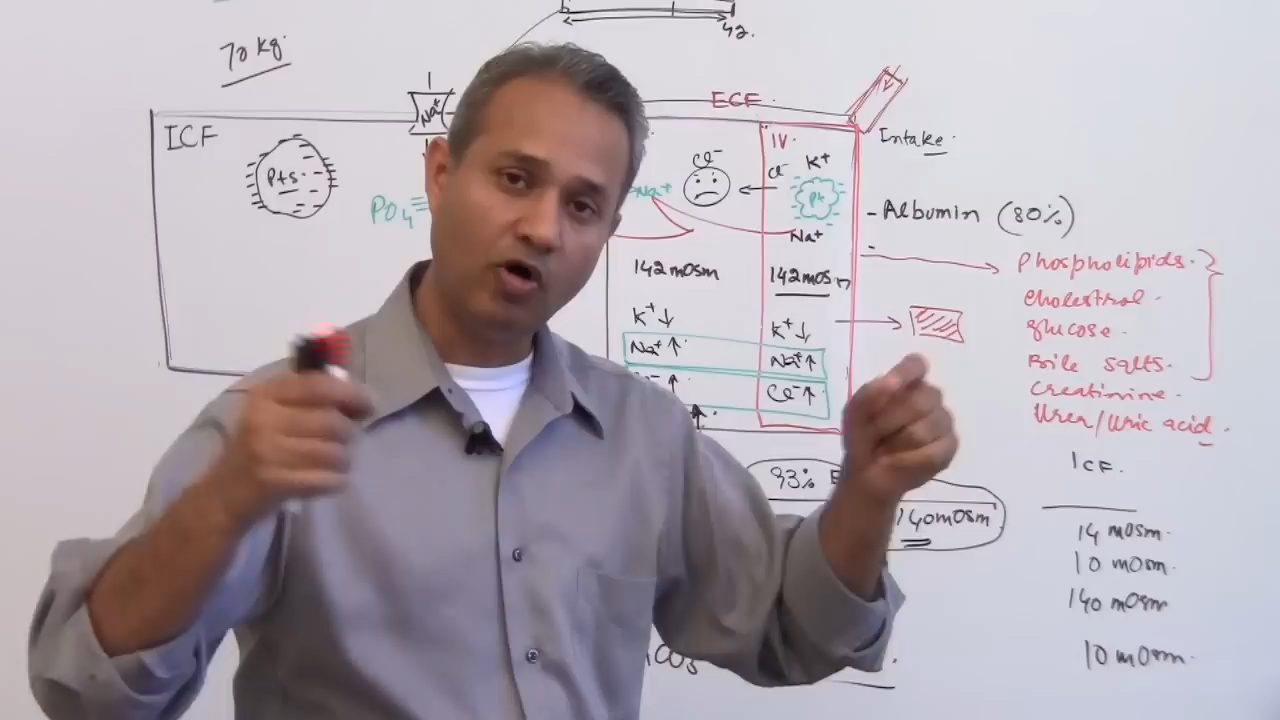 42.
70 kg.
ECF
ICF
Na+
IV.
Intake.
Cl-
Cl-
K+
Pts.
Pt
PO4≡
Na+
Na+
- Albumin (80%)
-
Phospholipids.
142 mosm
142 mosm
Cholestrol.
glucose.
K+↓
K+↓
Na+↑
Na+↑
Bile salts.
-↑
Cl-↑
Creatinine.
↑
Urea/Uric acid.
ICF.
93% E
140 mosm
14 mosm.
10 mosm.
140 mosm
10 mosm.
CO3